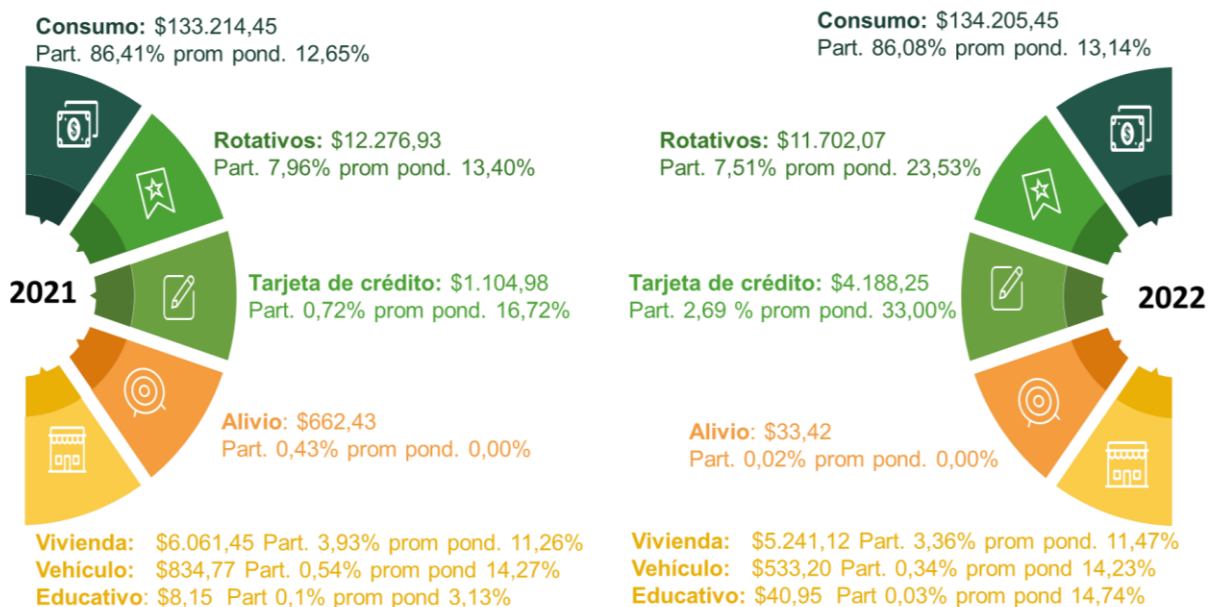 Consumo: $133.214,45
Part. 86,41% prom pond. 12,65%
Rotativos: $12.276,93
Part. 7,96% prom pond. 13,40%
2021
Tarjeta de crédito: $1.104,98
Part. 0,72% prom pond. 16,72%
Alivio: $662,43
Part. 0,43% prom pond. 0,00%
Vivienda: $6.061,45 Part. 3,93% prom pond. 11,26%
Vehículo: $834,77 Part. 0,54% prom pond 14,27%
Educativo: $8,15 Part 0,1% prom pond 3,13%
Consumo: $134.205,45
Part. 86,08% prom pond. 13,14%
Rotativos: $11.702,07
Part. 7,51% prom pond. 23,53%
Tarjeta de crédito: $4.188,25
Part. 2,69 % prom pond. 33,00%
2022
Alivio: $33,42
Part. 0,02% prom pond. 0,00%
Vivienda: $5.241,12 Part. 3,36% prom pond. 11,47%
Vehículo: $533,20 Part. 0,34% prom pond 14,23%
Educativo: $40,95 Part 0,03% prom pond 14,74%